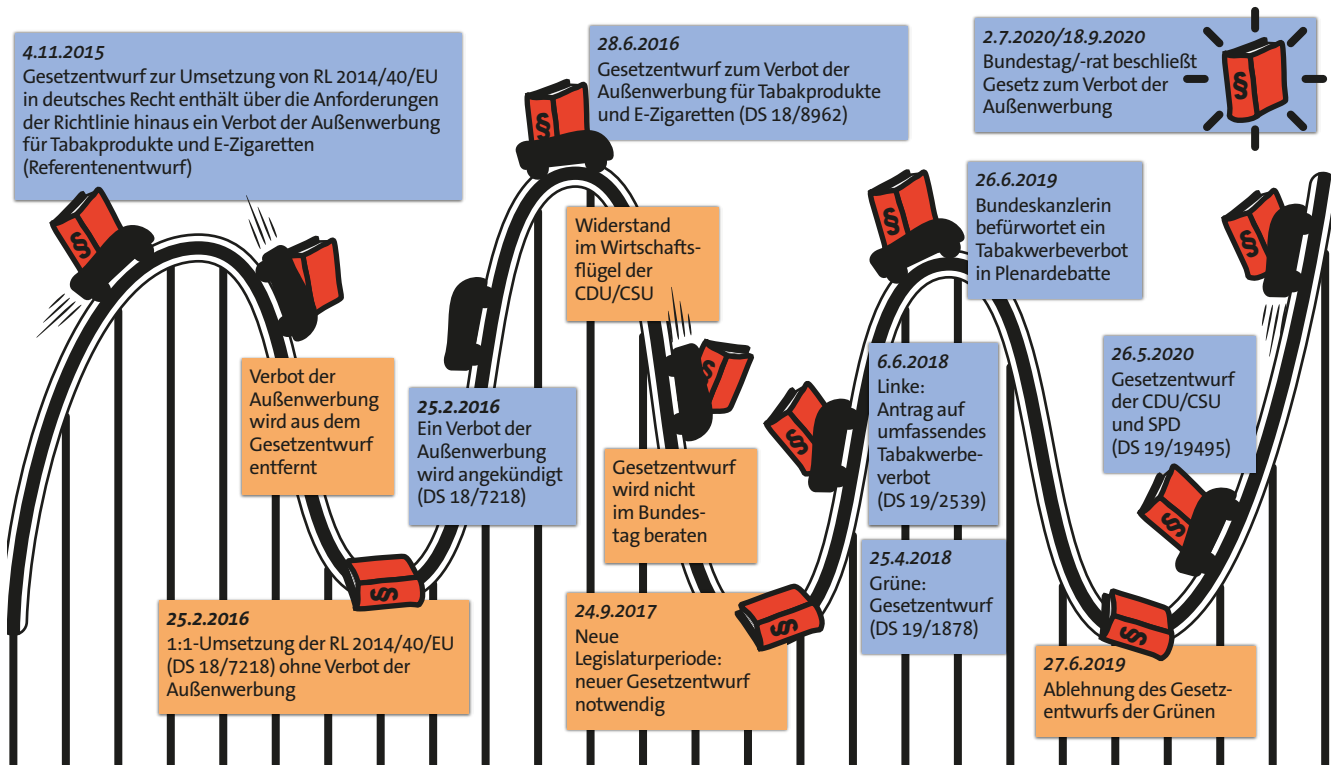 4.11.2015
Gesetzentwurf zur Umsetzung von RL 2014/40/EU
in deutsches Recht enthält über die Anforderungen
der Richtlinie hinaus ein Verbot der Außenwerbung
für Tabakprodukte und E-Zigaretten
(Referentenentwurf)
§
§
Verbot der
Außenwerbung
wird aus dem
Gesetzentwurf
entfernt
25.2.2016
1:1-Umsetzung der RL 2014/40/EU
(DS 18/7218) ohne Verbot der
Außenwerbung
§
25.2.2016
Ein Verbot der
Außenwerbung
wird angekündigt
(DS 18/7218)
28.6.2016
Gesetzentwurf zum Verbot der
Außenwerbung für Tabakprodukte
und E-Zigaretten (DS 18/8962)
§
Widerstand
im Wirtschafts-
flügel der
CDU/CSU
§
Gesetzentwurf
wird nicht
im Bundes-
tag beraten
24.9.2017
Neue
Legislaturperiode:
neuer Gesetzentwurf
notwendig
§
25.4.2018
Grüne:
Gesetzentwurf
(DS 19/1878)
§
6.6.2018
Linke:
Antrag auf
umfassendes
Tabakwerbe-
verbot
(DS 19/2539)
§
26.6.2019
Bundeskanzlerin
befürwortet ein
Tabakwerbeverbot
in Plenardebatte
27.6.2019
Ablehnung des Gesetz-
entwurfs der Grünen
§
26.5.2020
Gesetzentwurf
der CDU/CSU
und SPD
(DS 19/19495)
§
§
2.7.2020/18.9.2020
Bundestag/-rat beschließt
Gesetz zum Verbot der
Außenwerbung